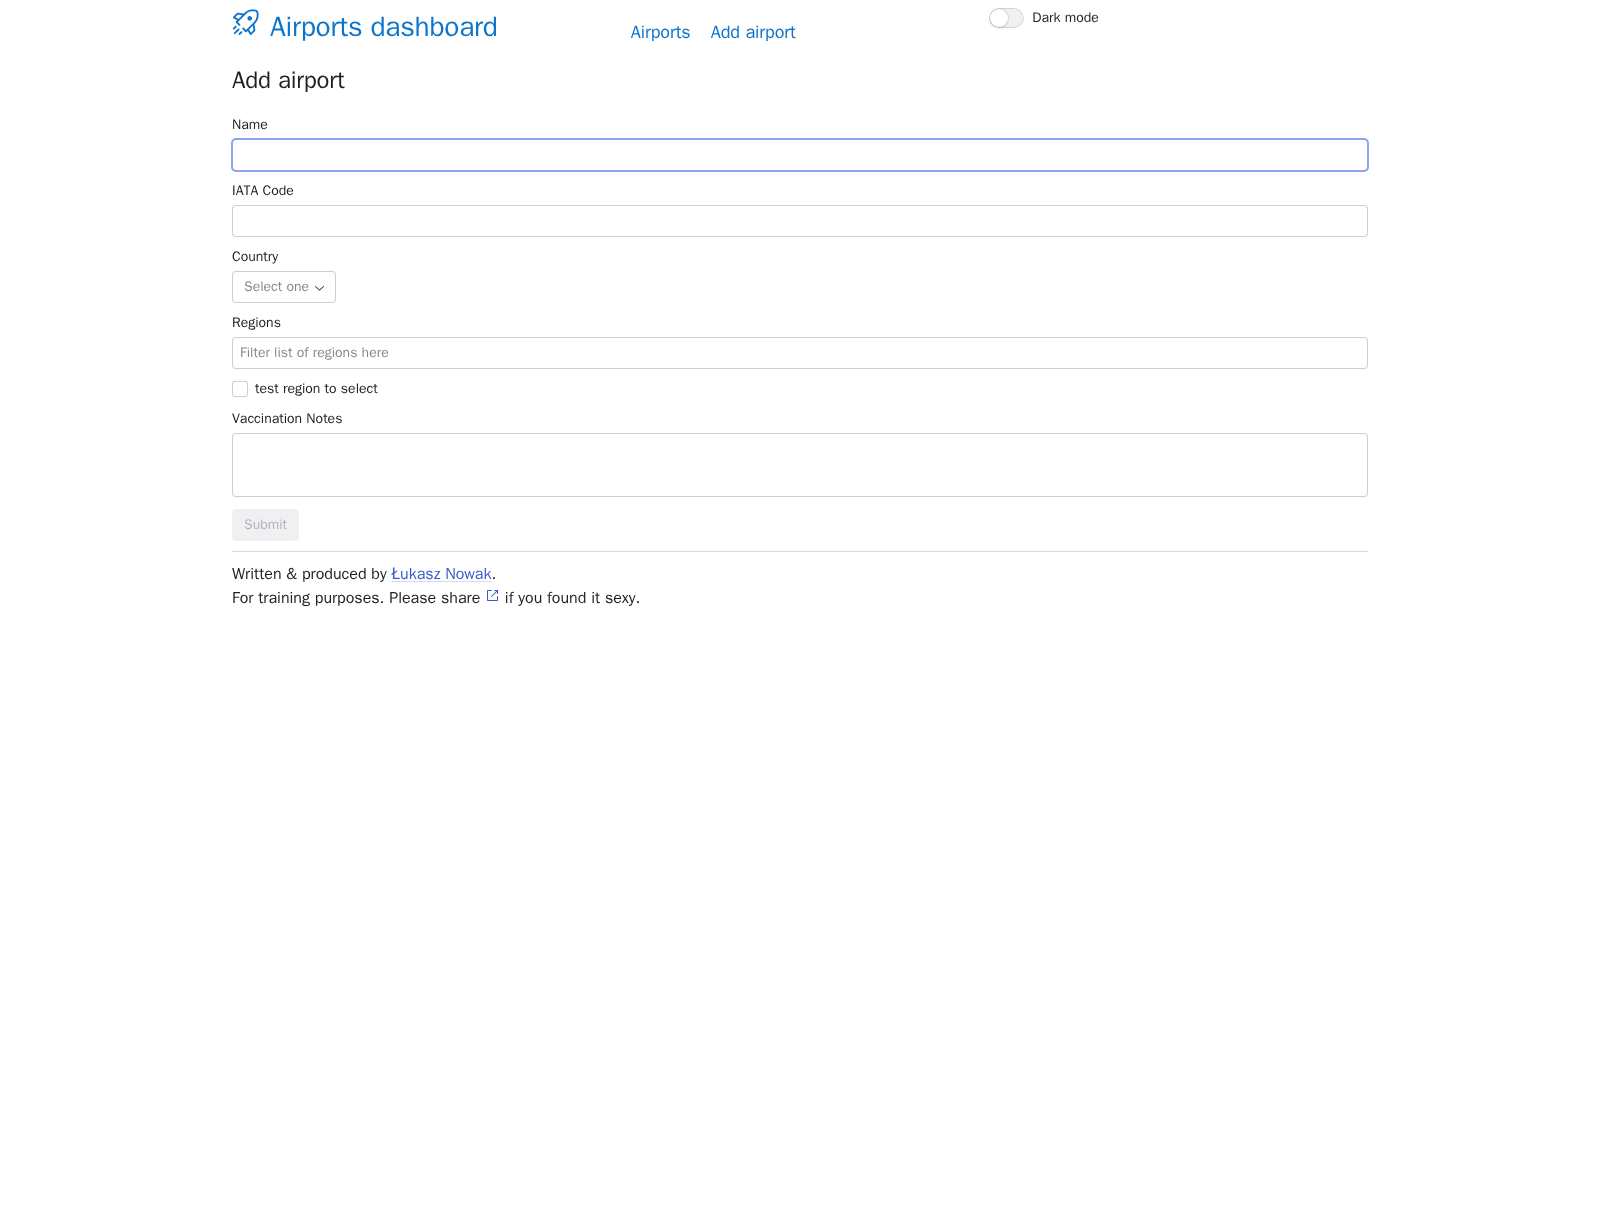 Airports dashboard
Airports
Add airport
Dark mode
Add airport
Name
IATA Code
Country
Select one
Regions
Filter list of regions here
test region to select
Vaccination Notes
Submit
Written & produced by Łukasz Nowak.
For training purposes. Please share if you found it sexy.